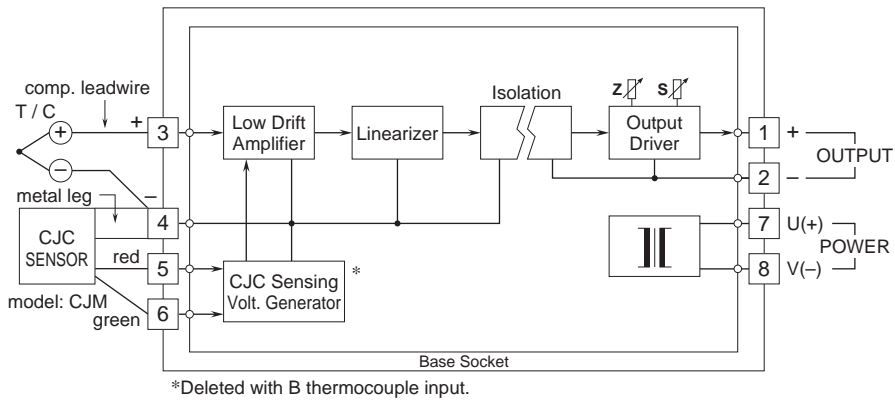 comp. leadwire
T / C
+
+
−
−
metal leg
CJC
SENSOR
red
model: CJM
green
3
4
5
6
Low Drift
Amplifier
Linearizer
Isolation
Z
S
Output
Driver
CJC Sensing
Volt. Generator
*
1
+
2
−
OUTPUT
7
U(+)
POWER
8
V(–)
Base Socket
*Deleted with B thermocouple input.